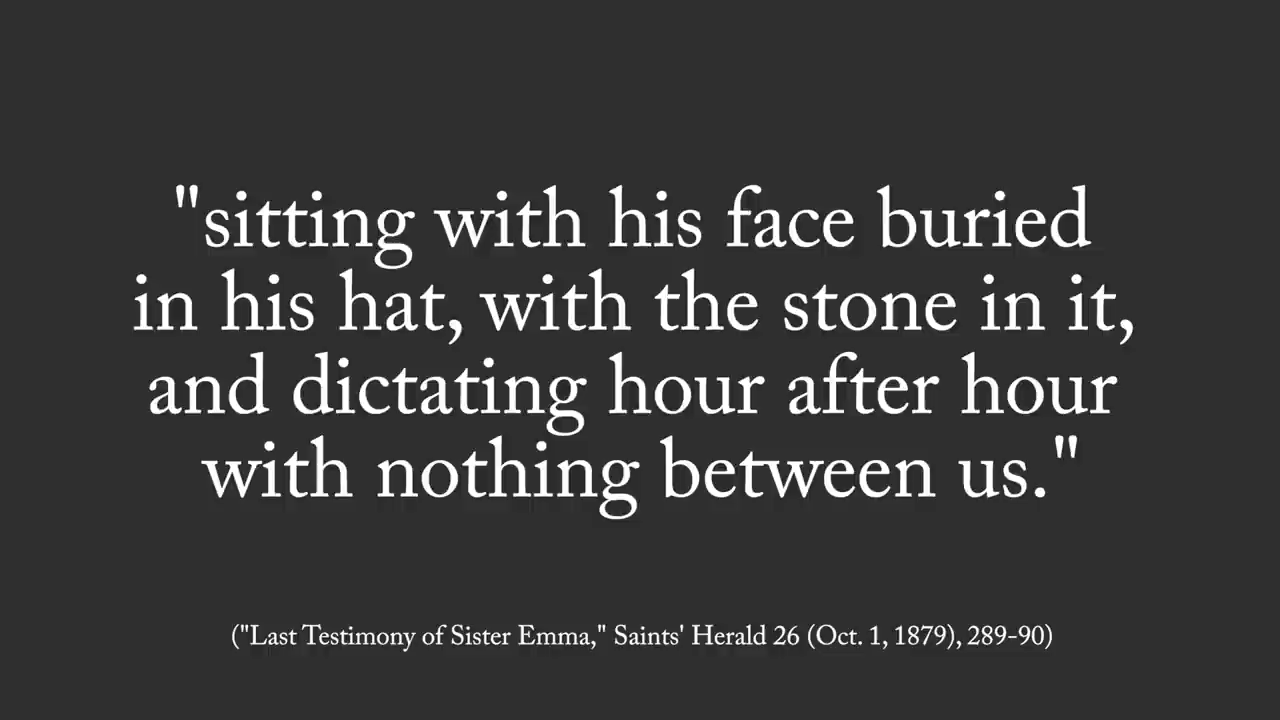 "sitting with his face buried
in his hat, with the stone in it,
and dictating hour after hour
with nothing between us."
("Last Testimony of Sister Emma," Saints' Herald 26 (Oct. 1, 1879), 289-90)